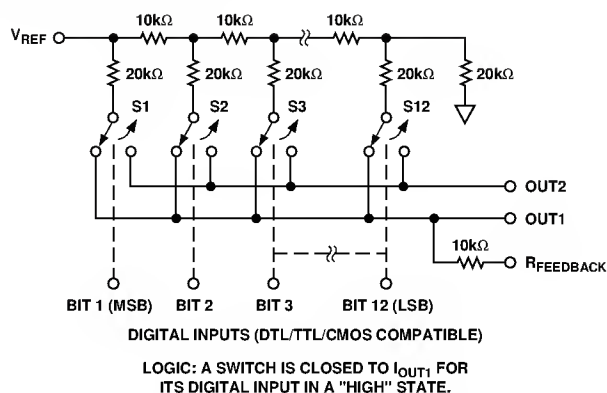 10kΩ 10kΩ 10kΩ
VREF
20kΩ 20kΩ 20kΩ 20kΩ 20kΩ
S1 S2 S3 S12
OUT2
OUT1
10kΩ
RFEEDBACK
BIT 1 (MSB) BIT 2 BIT 3 BIT 12 (LSB)
DIGITAL INPUTS (DTL/TTL/CMOS COMPATIBLE)
LOGIC: A SWITCH IS CLOSED TO IOUT1 FOR
ITS DIGITAL INPUT IN A "HIGH" STATE.